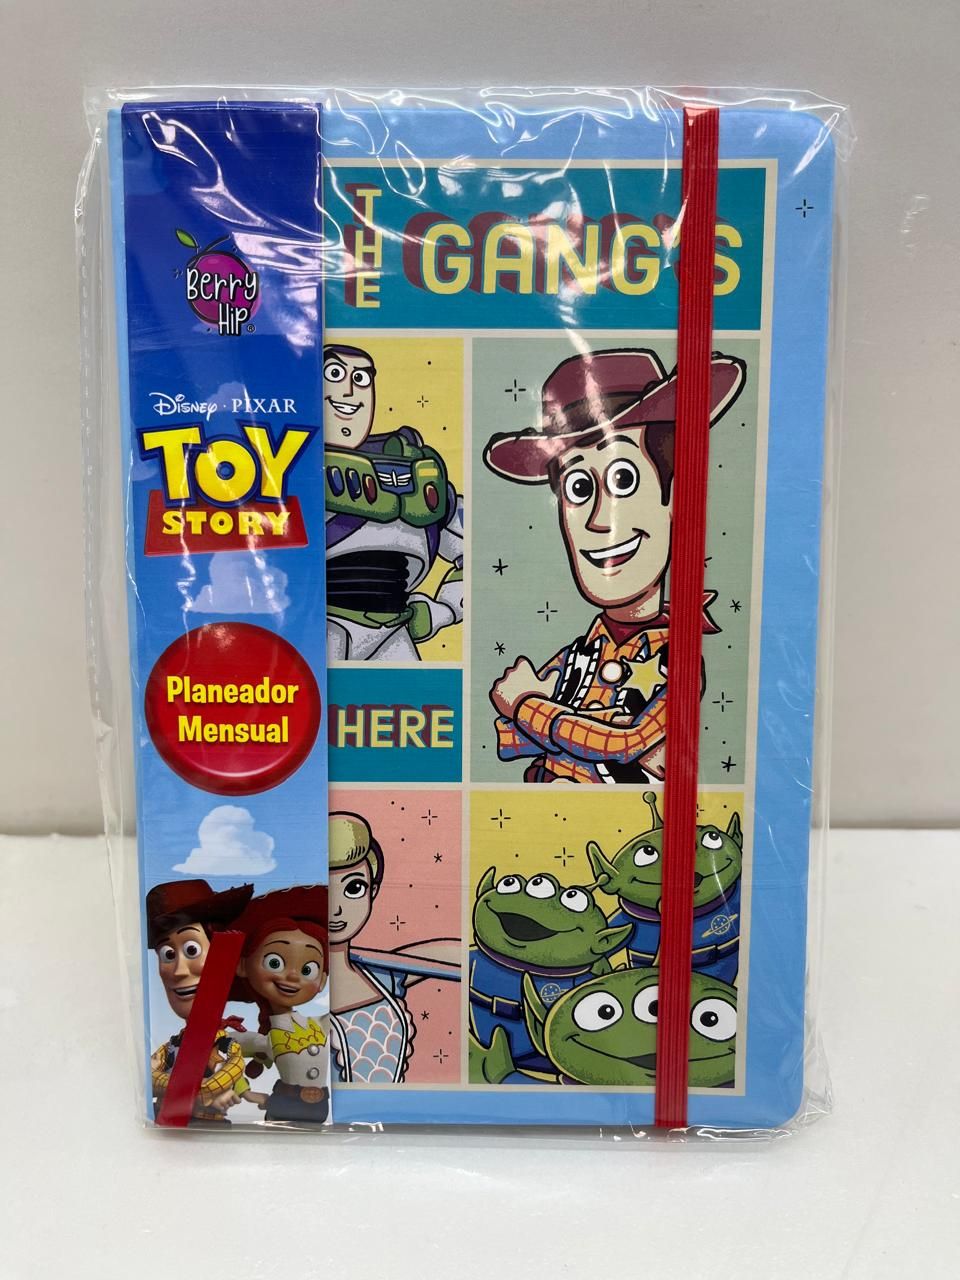 Berry
Hip
Disney · PIXAR
TOY
STORY
Planeador
Mensual
THE
GANG'S
HERE